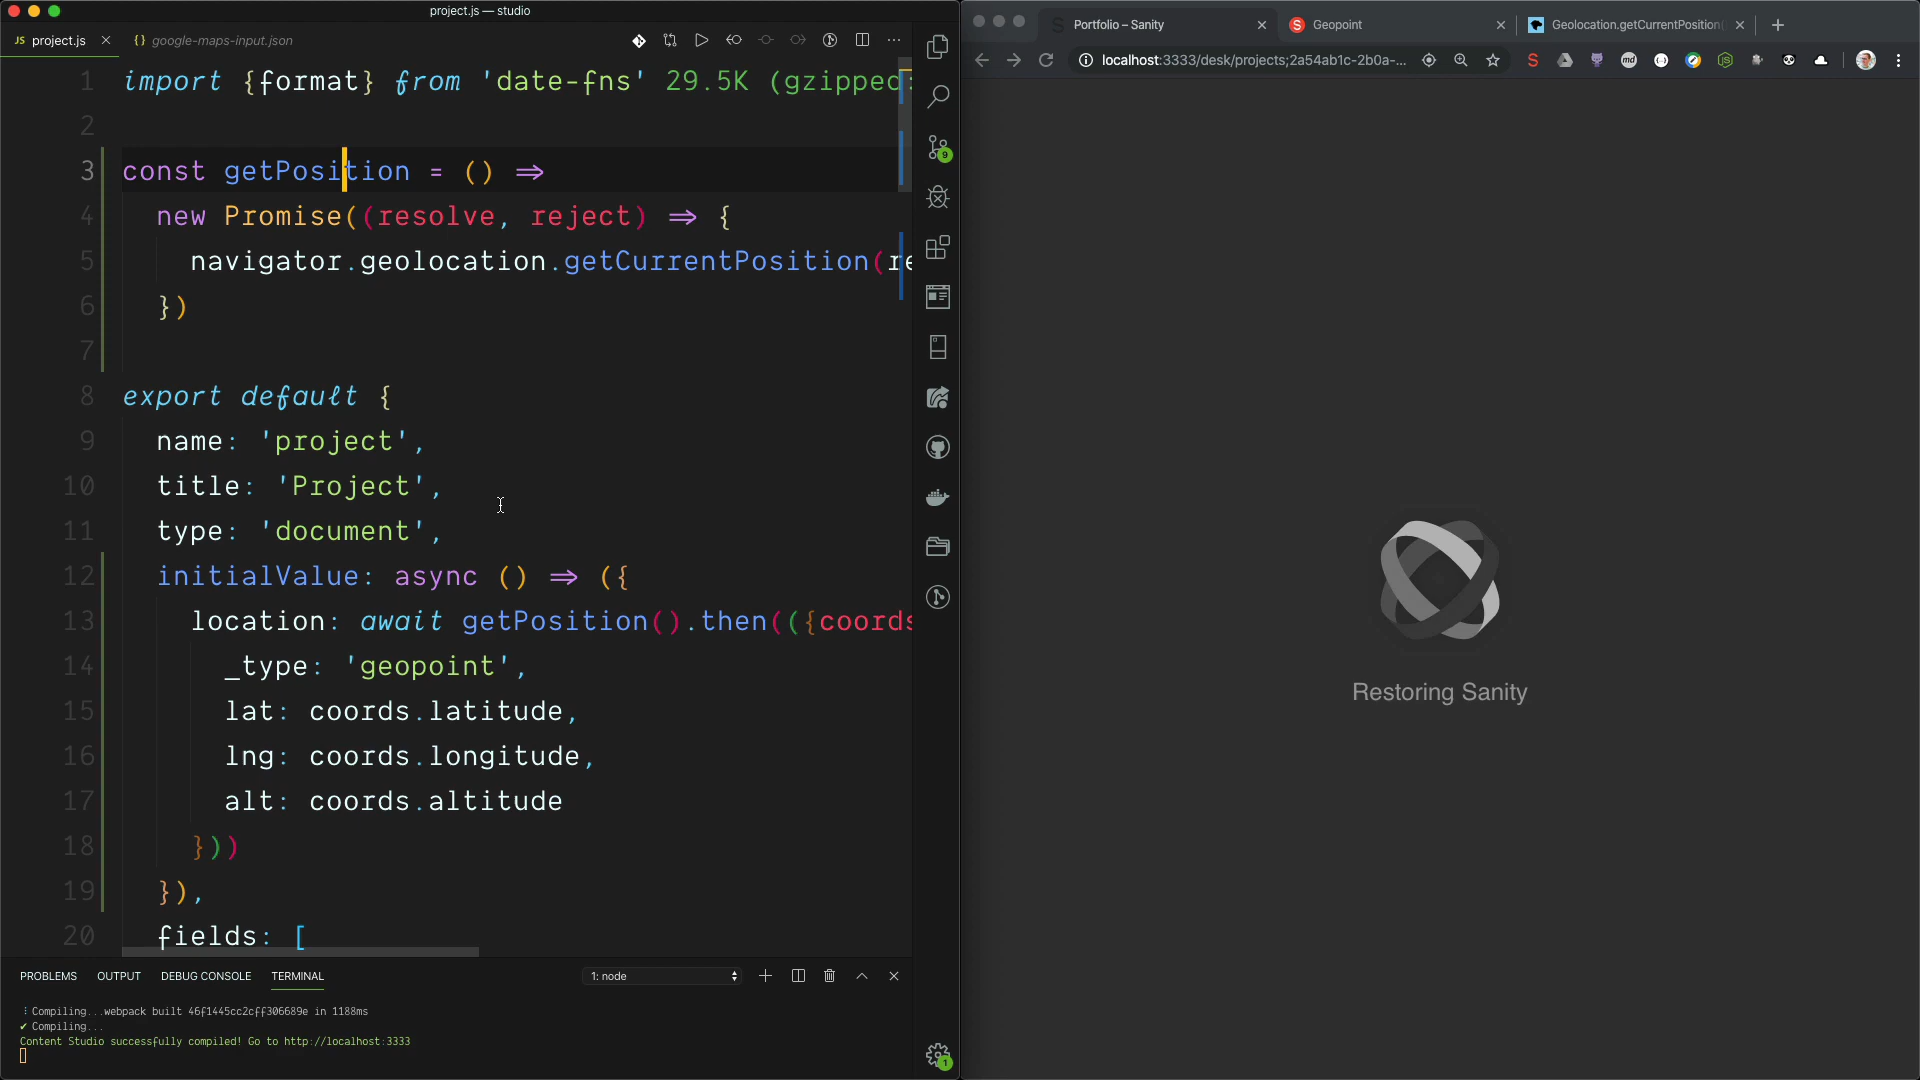 project.js — studio
JS project.js
{} google-maps-input.json
1 import {format} from 'date-fns' 29.5K (gzipped:
2
3 const getPosition = () ⇒
4 new Promise((resolve, reject) ⇒ {
5 navigator.geolocation.getCurrentPosition(re
6 })
7
8 export default {
9 name: 'project',
10 title: 'Project',
11 type: 'document',
12 initialValue: async () ⇒ ({
13 location: await getPosition().then(({coords
14 _type: 'geopoint',
15 lat: coords.latitude,
16 lng: coords.longitude,
17 alt: coords.altitude
18 }))
19 }),
20 fields: [
9
1
PROBLEMS OUTPUT DEBUG CONSOLE TERMINAL
1: node
⠇Compiling...webpack built 46f1445cc2cff306689e in 1188ms
✔ Compiling...
Content Studio successfully compiled! Go to http://localhost:3333
S Portfolio – Sanity
S Geopoint
Geolocation.getCurrentPosition(
localhost:3333/desk/projects;2a54ab1c-2b0a-...
S
md
Restoring Sanity